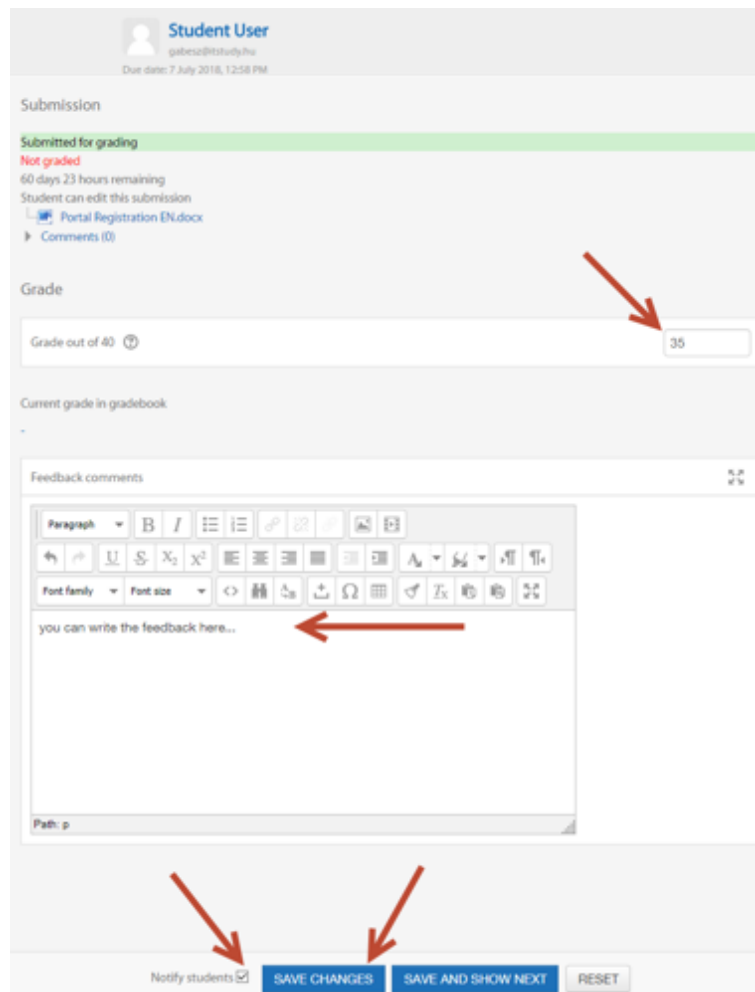 Student User
gabesz@itstudy.hu
Due date: 7 July 2018, 12:58 PM
Submission
Submitted for grading
Not graded
60 days 23 hours remaining
Student can edit this submission
Portal Registration EN.docx
Comments (0)
Grade
Grade out of 40
35
Current grade in gradebook
-
Feedback comments
Paragraph
Font family Font size
you can write the feedback here...
Path: p
Notify students SAVE CHANGES SAVE AND SHOW NEXT RESET